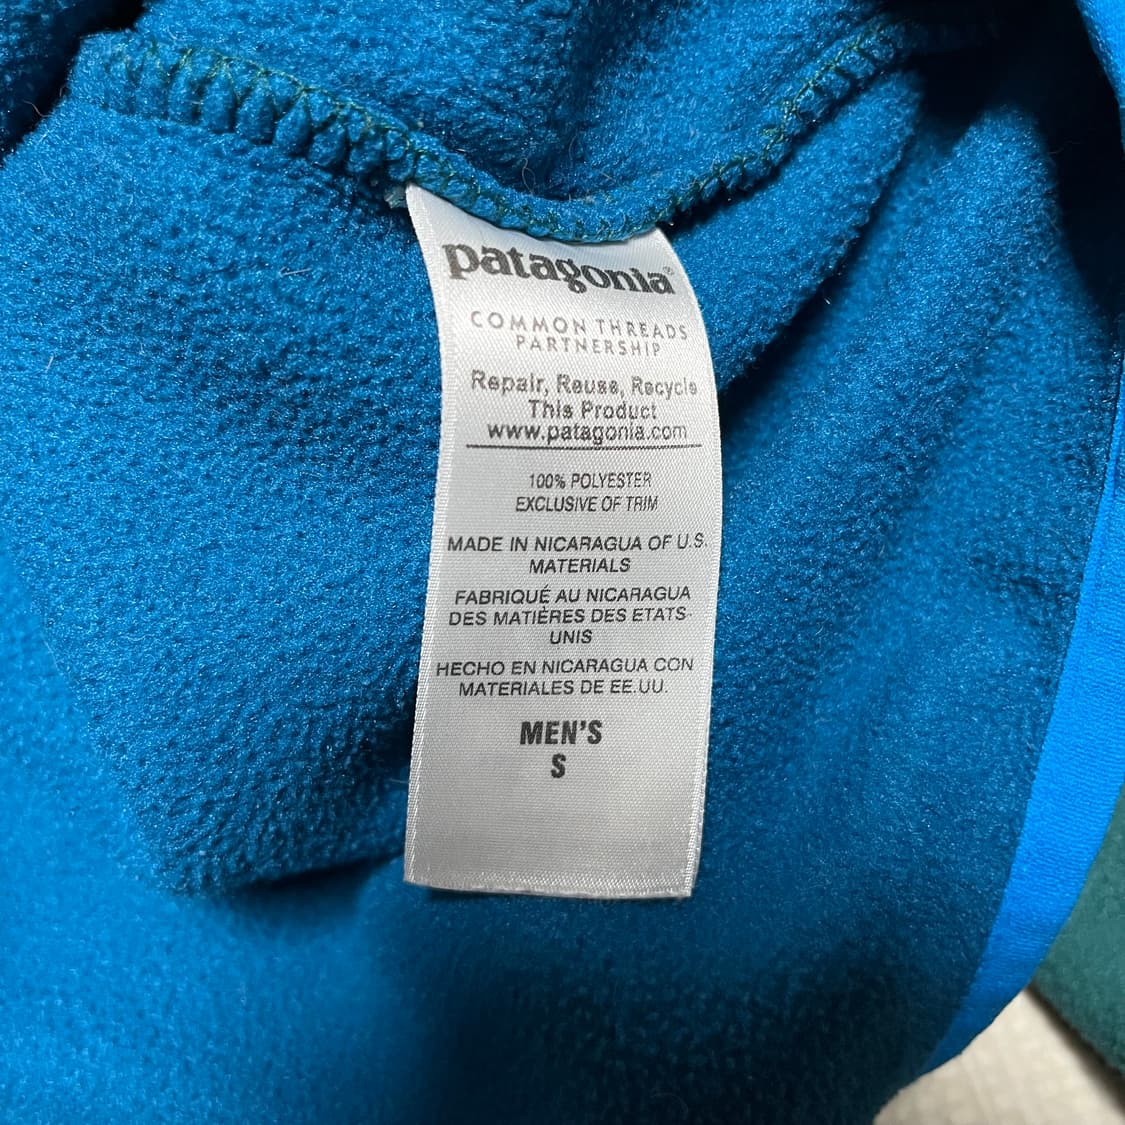 patagonia®
COMMON THREADS
PARTNERSHIP
Repair, Reuse, Recycle
This Product
www.patagonia.com
100% POLYESTER
EXCLUSIVE OF TRIM
MADE IN NICARAGUA OF U.S.
MATERIALS
FABRIQUÉ AU NICARAGUA
DES MATIÈRES DES ETATS-
UNIS
HECHO EN NICARAGUA CON
MATERIALES DE EE.UU.
MEN'S
S